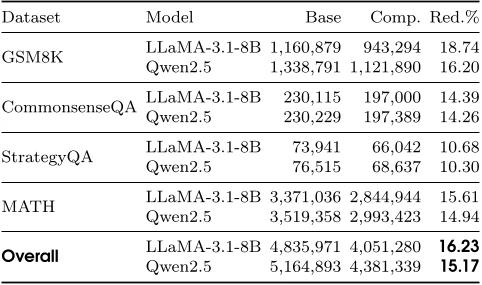 Dataset Model Base Comp. Red.%
GSM8K LLaMA-3.1-8B 1,160,879 943,294 18.74
Qwen2.5 1,338,791 1,121,890 16.20
CommonsenseQA LLaMA-3.1-8B 230,115 197,000 14.39
Qwen2.5 230,229 197,389 14.26
StrategyQA LLaMA-3.1-8B 73,941 66,042 10.68
Qwen2.5 76,515 68,637 10.30
MATH LLaMA-3.1-8B 3,371,036 2,844,944 15.61
Qwen2.5 3,519,358 2,993,423 14.94
Overall LLaMA-3.1-8B 4,835,971 4,051,280 16.23
Qwen2.5 5,164,893 4,381,339 15.17